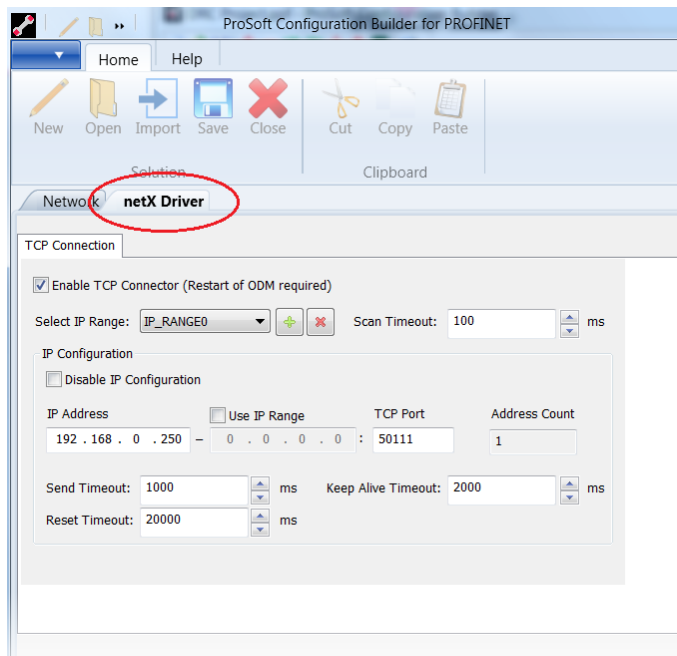 ProSoft Configuration Builder for PROFINET
Home Help
New Open Import Save Close Cut Copy Paste
Solution Clipboard
Network netX Driver
TCP Connection
Enable TCP Connector (Restart of ODM required)
Select IP Range: IP_RANGE0 Scan Timeout: 100 ms
IP Configuration
Disable IP Configuration
IP Address Use IP Range TCP Port Address Count
192 . 168 . 0 . 250 – 0 . 0 . 0 . 0 : 50111 1
Send Timeout: 1000 ms Keep Alive Timeout: 2000 ms
Reset Timeout: 20000 ms